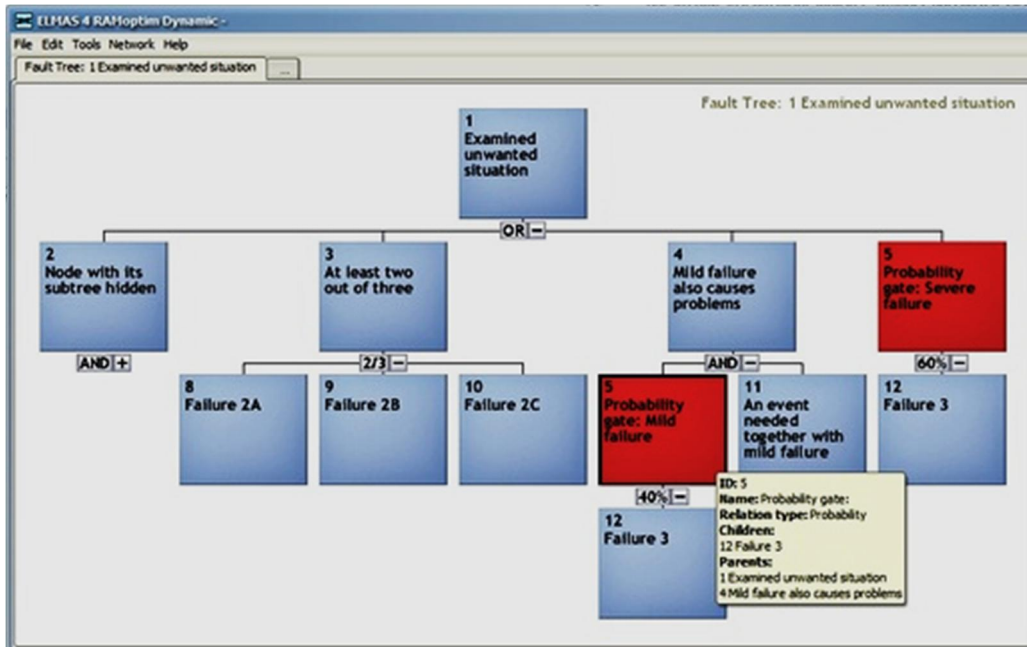 ELMAS 4 RAMoptim Dynamic -
File Edit Tools Network Help
Fault Tree: 1 Examined unwanted situation
...
Fault Tree: 1 Examined unwanted situation
1
Examined
unwanted
situation
OR −
2
Node with its
subtree hidden
AND +
3
At least two
out of three
2/3 −
4
Mild failure
also causes
problems
AND −
5
Probability
gate: Severe
failure
60% −
8
Failure 2A
9
Failure 2B
10
Failure 2C
5
Probability
gate: Mild
failure
40% −
11
An event
needed
together with
mild failure
12
Failure 3
12
Failure 3
ID: 5
Name: Probability gate:
Relation type: Probability
Children:
12 Failure 3
Parents:
1 Examined unwanted situation
4 Mild failure also causes problems